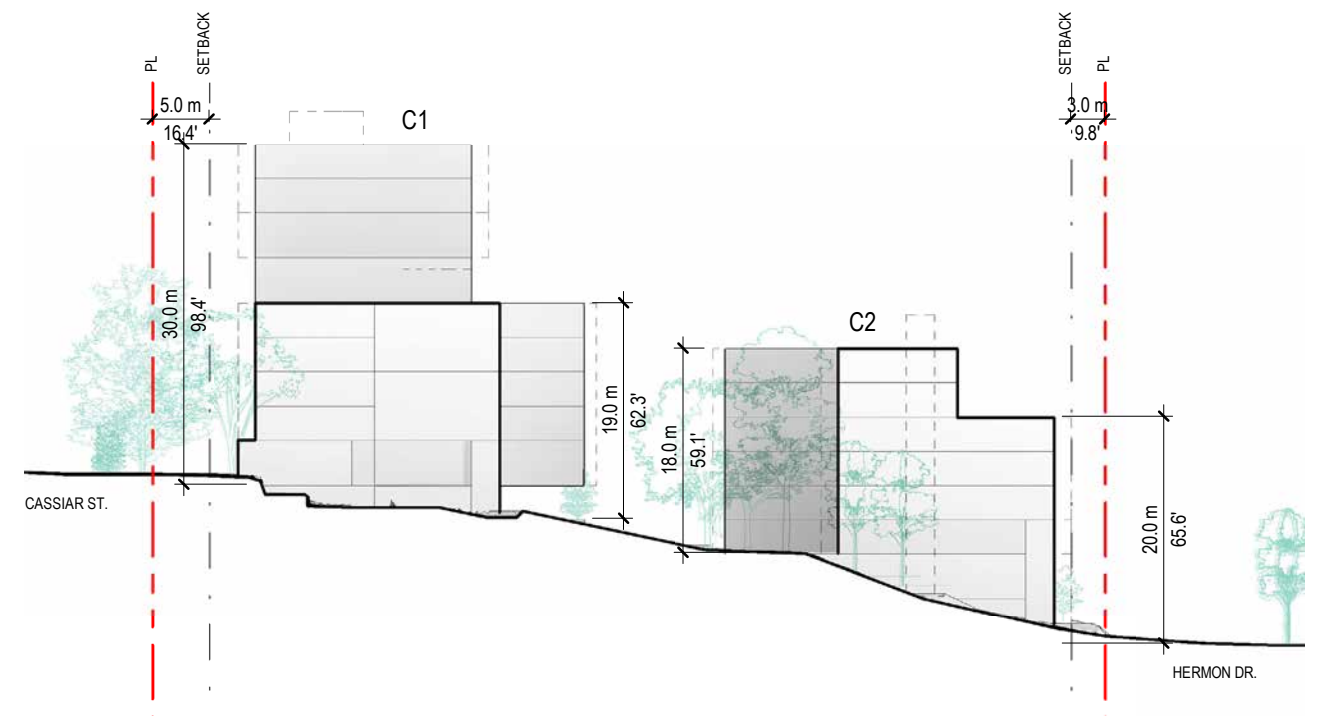 PL
SETBACK
5.0 m
16.4'
C1
SETBACK
PL
3.0 m
9.8'
30.0 m
98.4'
19.0 m
62.3'
C2
18.0 m
59.1'
20.0 m
65.6'
CASSIAR ST.
HERMON DR.